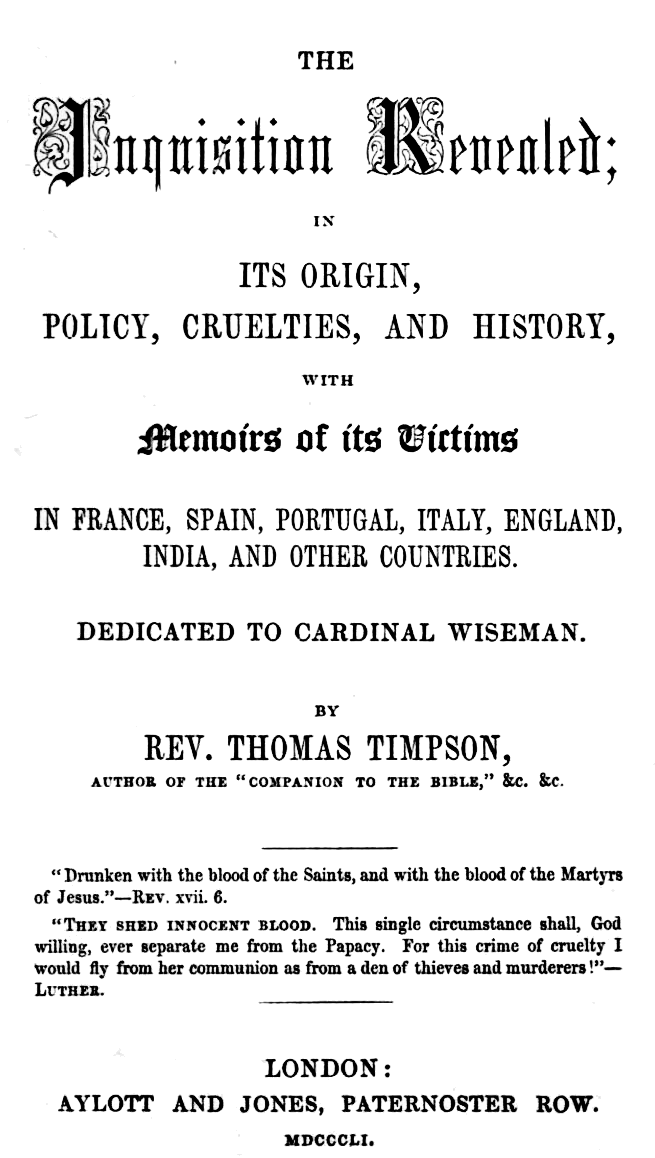 THE
Inquisition Revealed;
IN
ITS ORIGIN,
POLICY, CRUELTIES, AND HISTORY,
WITH
Memoirs of its Victims
IN FRANCE, SPAIN, PORTUGAL, ITALY, ENGLAND,
INDIA, AND OTHER COUNTRIES.
DEDICATED TO CARDINAL WISEMAN.
BY
REV. THOMAS TIMPSON,
AUTHOR OF THE “COMPANION TO THE BIBLE,” &c. &c.
“Drunken with the blood of the Saints, and with the blood of the Martyrs
of Jesus.”—REV. xvii. 6.
“THEY SHED INNOCENT BLOOD. This single circumstance shall, God
willing, ever separate me from the Papacy. For this crime of cruelty I
would fly from her communion as from a den of thieves and murderers!”—
LUTHER.
LONDON:
AYLOTT AND JONES, PATERNOSTER ROW.
MDCCCLI.